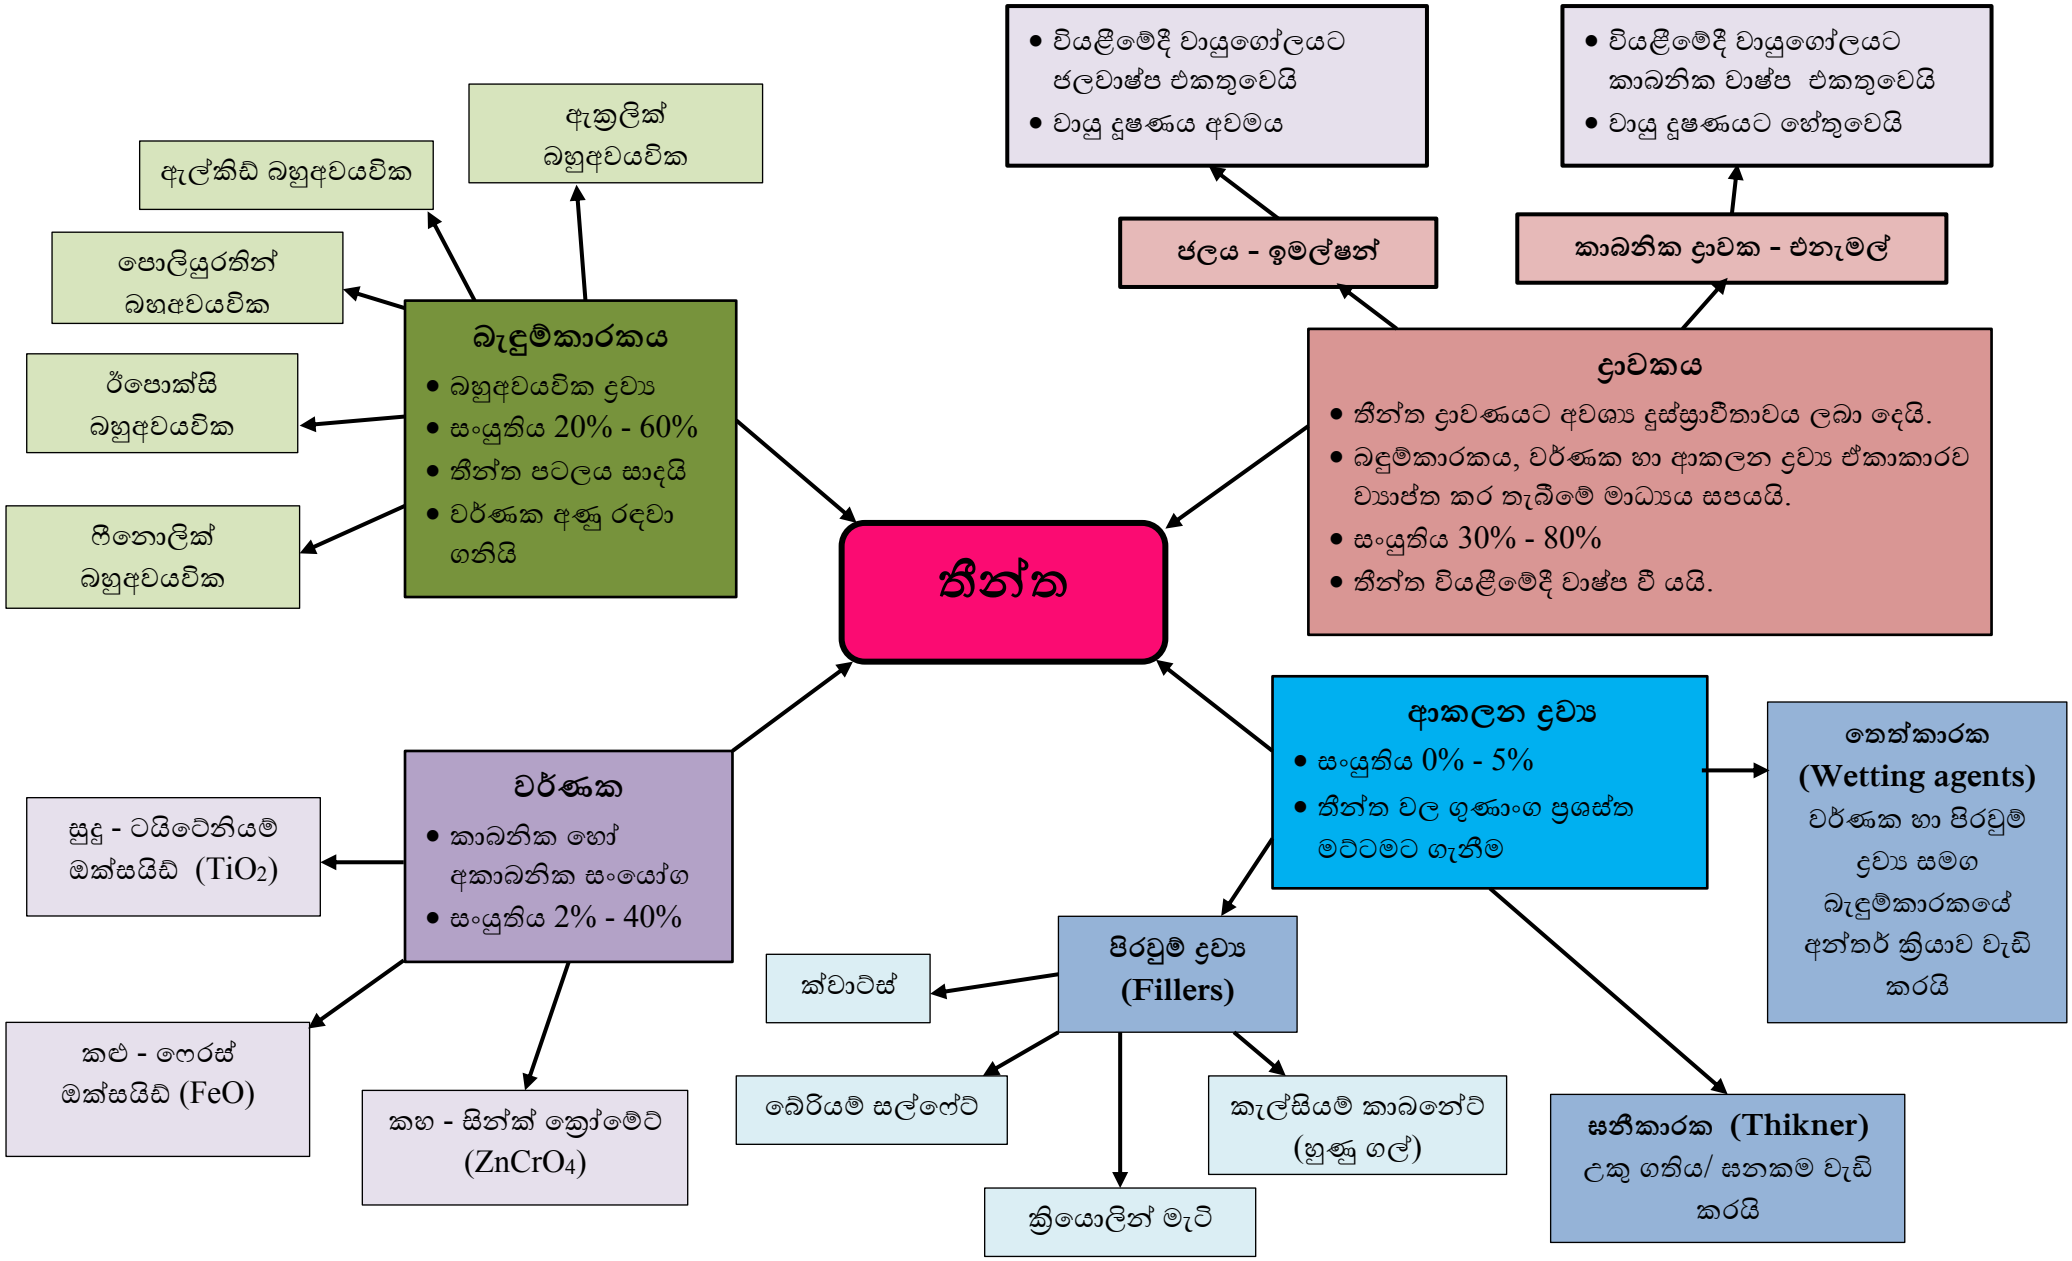 ඇක්‍රලික්
බහුඅවයවික
ඇල්කිඩ් බහුඅවයවික
පොලියුරතින්
බහුඅවයවික
ඊපොක්සි
බහුඅවයවික
ෆීනොලික්
බහුඅවයවික
බැඳුම්කාරකය
• බහුඅවයවික ද්‍රව්‍ය
• සංයුතිය 20% - 60%
• තීන්ත පටලය සාදයි
• වර්ණක අණු රඳවා
ගනියි
• වියළීමේදී වායුගෝලයට
ජලවාෂ්ප එකතුවෙයි
• වායු දූෂණය අවමය
• වියළීමේදී වායුගෝලයට
කාබනික වාෂ්ප එකතුවෙයි
• වායු දූෂණයට හේතුවෙයි
ජලය - ඉමල්ෂන්
කාබනික ද්‍රාවක - එනැමල්
ද්‍රාවකය
• තීන්ත ද්‍රාවණයට අවශ්‍ය දුස්ස්‍රාවීතාවය ලබා දෙයි.
• බඳුම්කාරකය, වර්ණක හා ආකලන ද්‍රව්‍ය ඒකාකාරව
ව්‍යාප්ත කර තැබීමේ මාධ්‍යය සපයයි.
• සංයුතිය 30% - 80%
• තීන්ත වියළීමේදී වාෂ්ප වී යයි.
තීන්ත
වර්ණක
• කාබනික හෝ
අකාබනික සංයෝග
• සංයුතිය 2% - 40%
සුදු - ටයිටේනියම්
ඔක්සයිඩ් (TiO₂)
කළු - ෆෙරස්
ඔක්සයිඩ් (FeO)
කහ - සින්ක් ක්‍රෝමේට්
(ZnCrO₄)
ආකලන ද්‍රව්‍ය
• සංයුතිය 0% - 5%
• තීන්ත වල ගුණාංග ප්‍රශස්ත
මට්ටමට ගැනීම
තෙත්කාරක
(Wetting agents)
වර්ණක හා පිරවුම්
ද්‍රව්‍ය සමග
බැඳුම්කාරකයේ
අන්තර් ක්‍රියාව වැඩි
කරයි
පිරවුම් ද්‍රව්‍ය
(Fillers)
ක්වාට්ස්
බේරියම් සල්ෆේට්
ක්‍රියොලින් මැටි
කැල්සියම් කාබනේට්
(හුණු ගල්)
ඝනීකාරක (Thikner)
උකු ගතිය/ ඝනකම වැඩි
කරයි